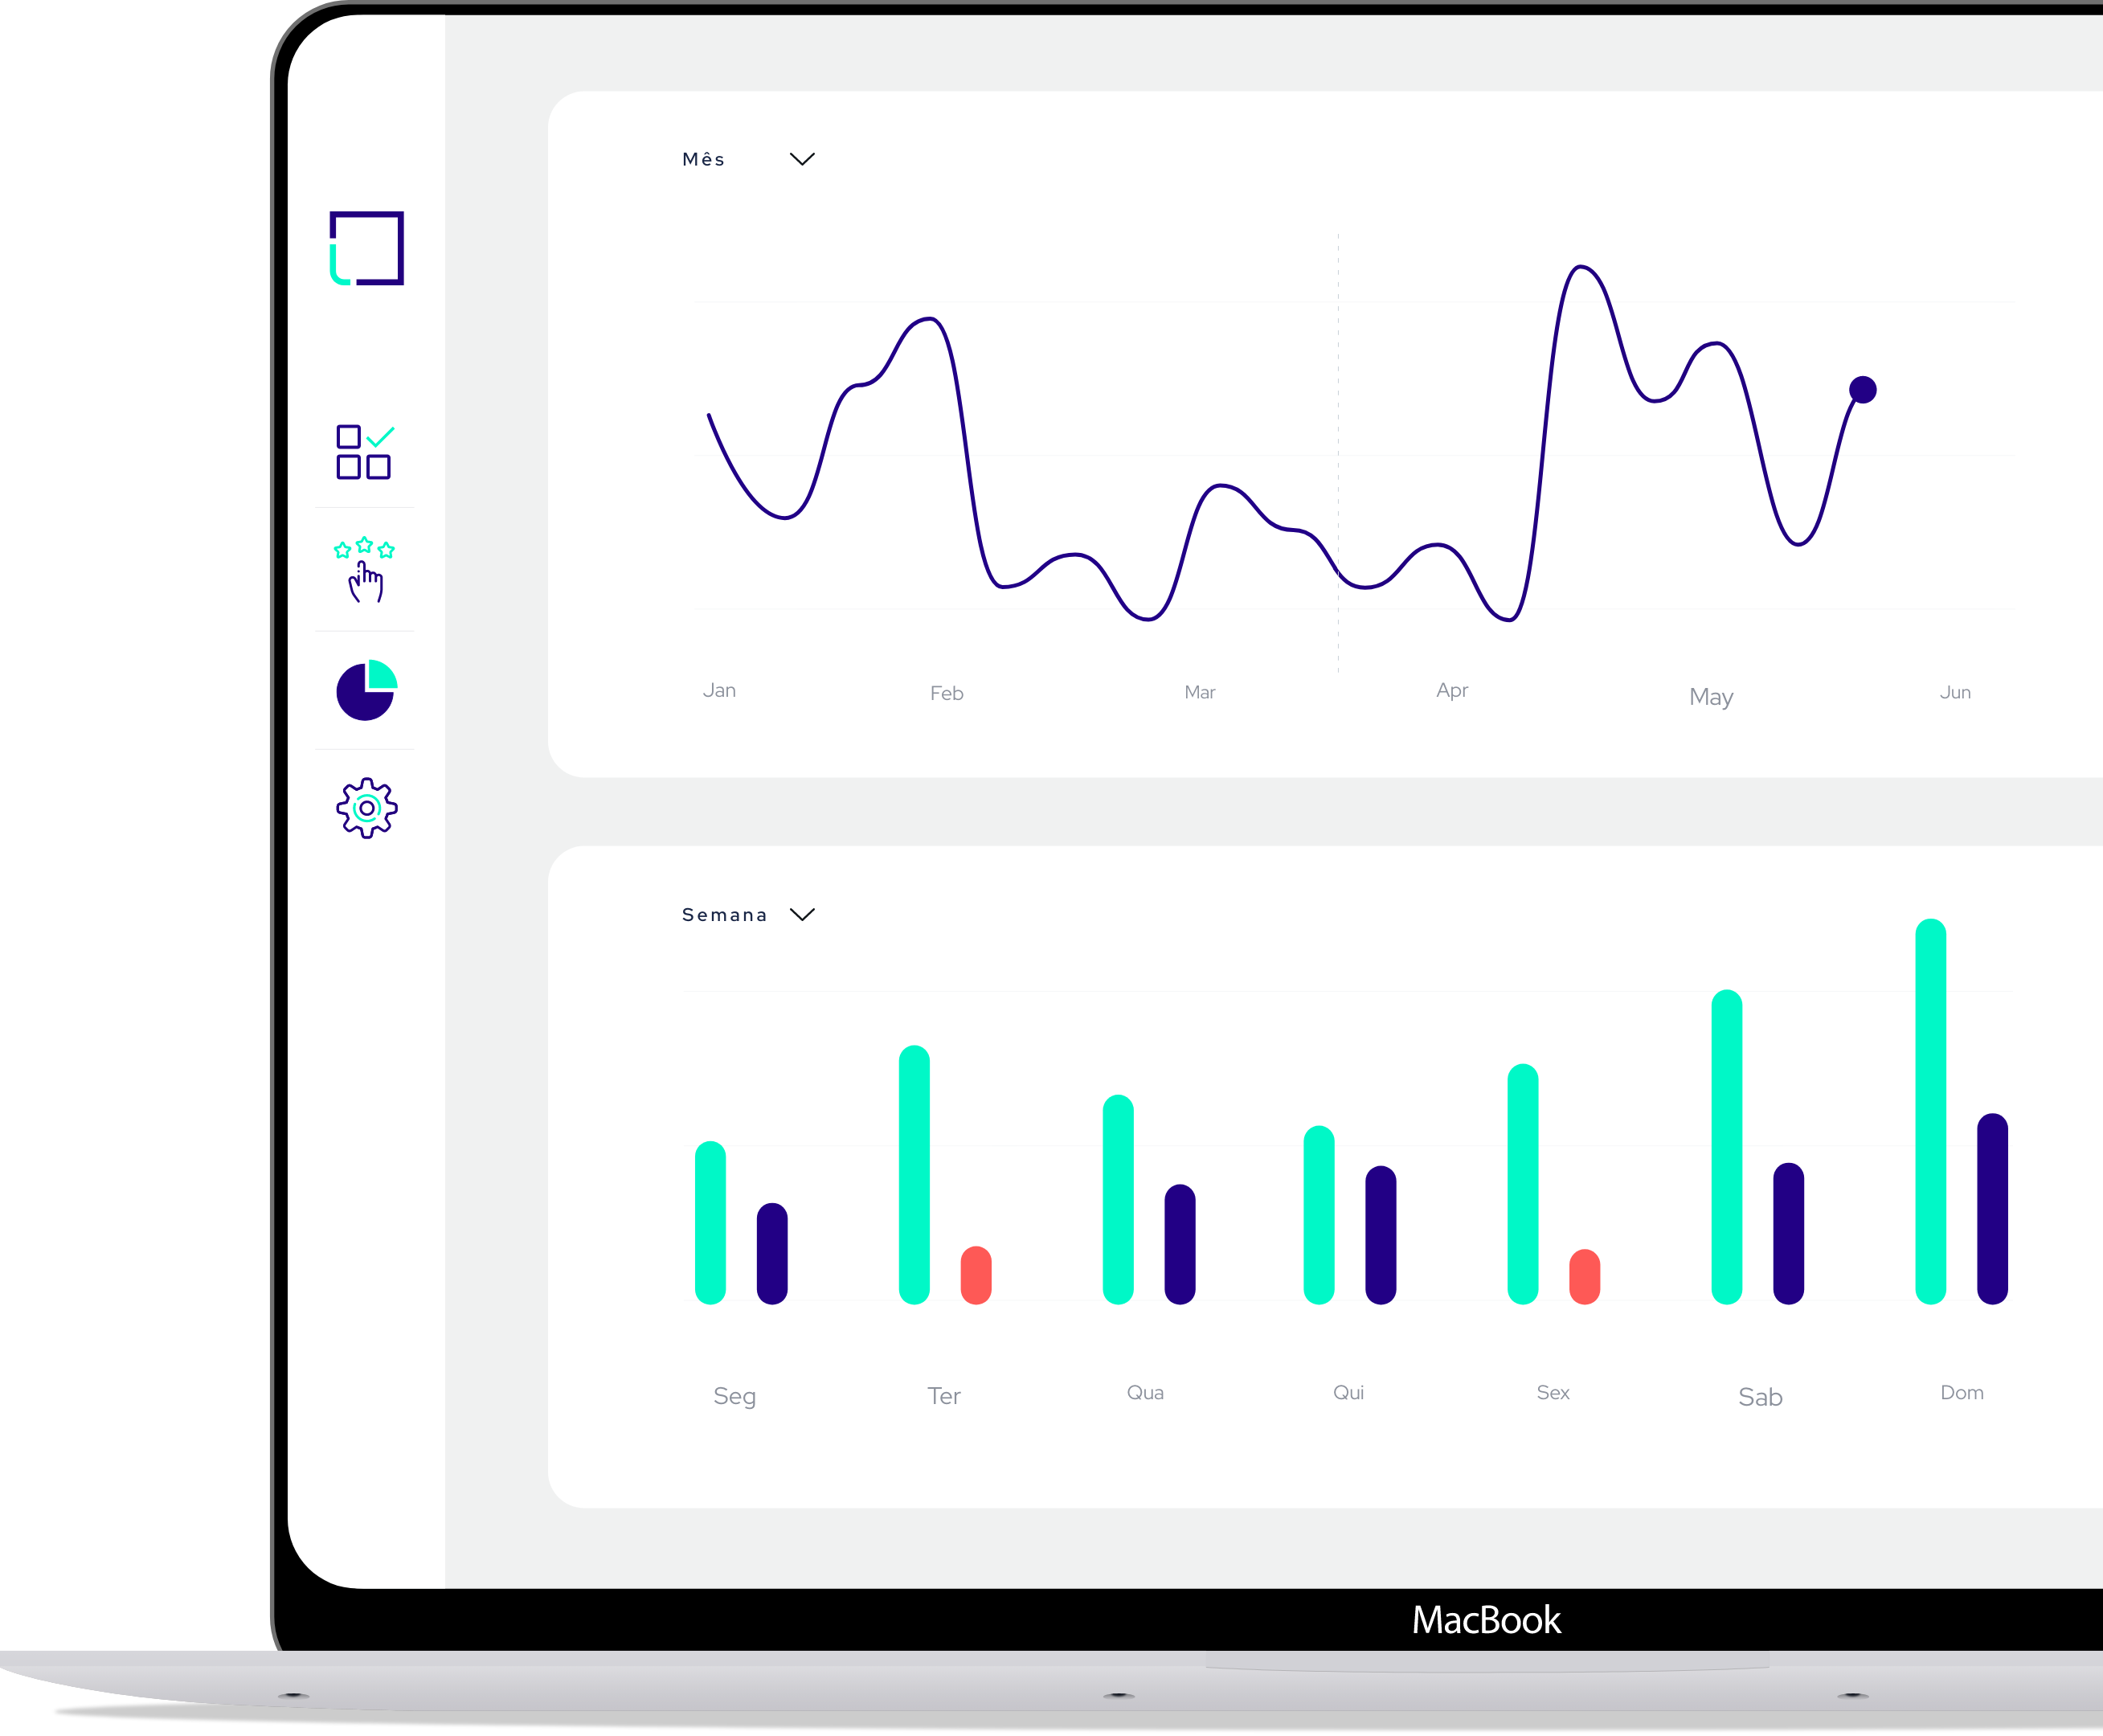 Mês
Jan Feb Mar Apr May Jun
Semana
Seg Ter Qua Qui Sex Sab Dom
MacBook